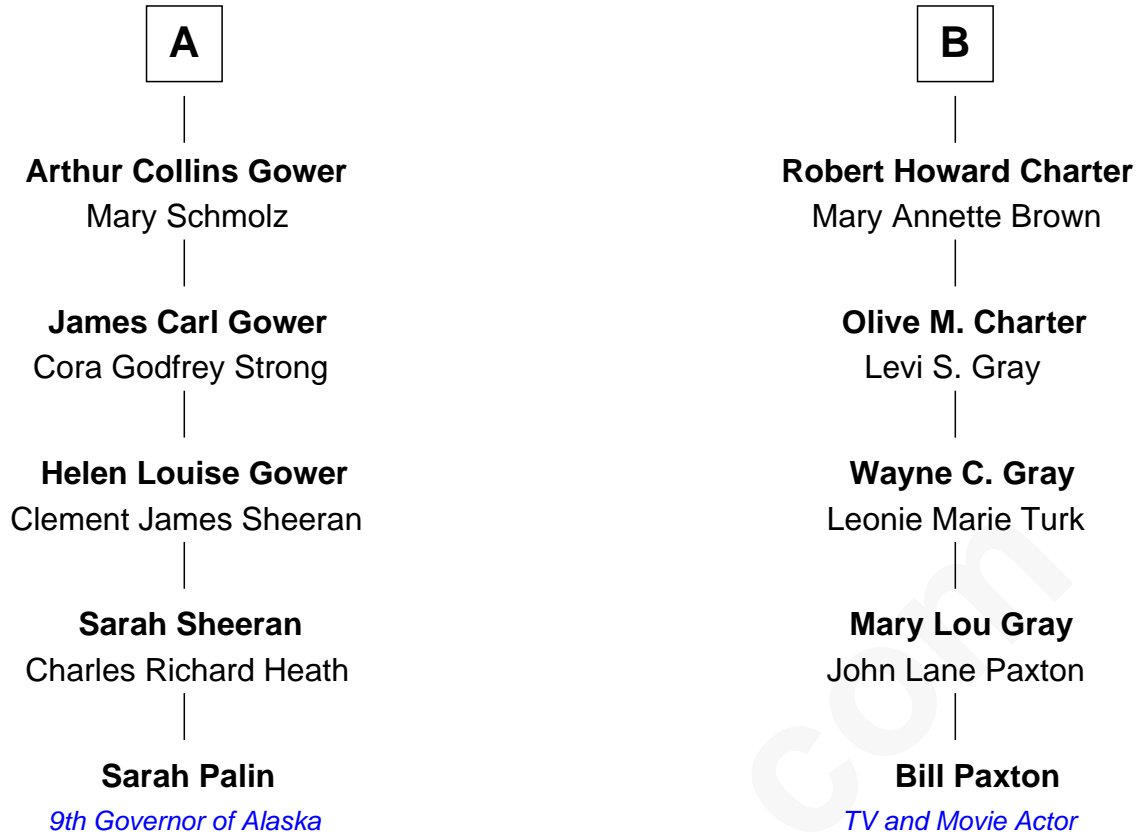 A
Arthur Collins Gower
Mary Schmolz
James Carl Gower
Cora Godfrey Strong
Helen Louise Gower
Clement James Sheeran
Sarah Sheeran
Charles Richard Heath
Sarah Palin
9th Governor of Alaska
B
Robert Howard Charter
Mary Annette Brown
Olive M. Charter
Levi S. Gray
Wayne C. Gray
Leonie Marie Turk
Mary Lou Gray
John Lane Paxton
Bill Paxton
TV and Movie Actor
com